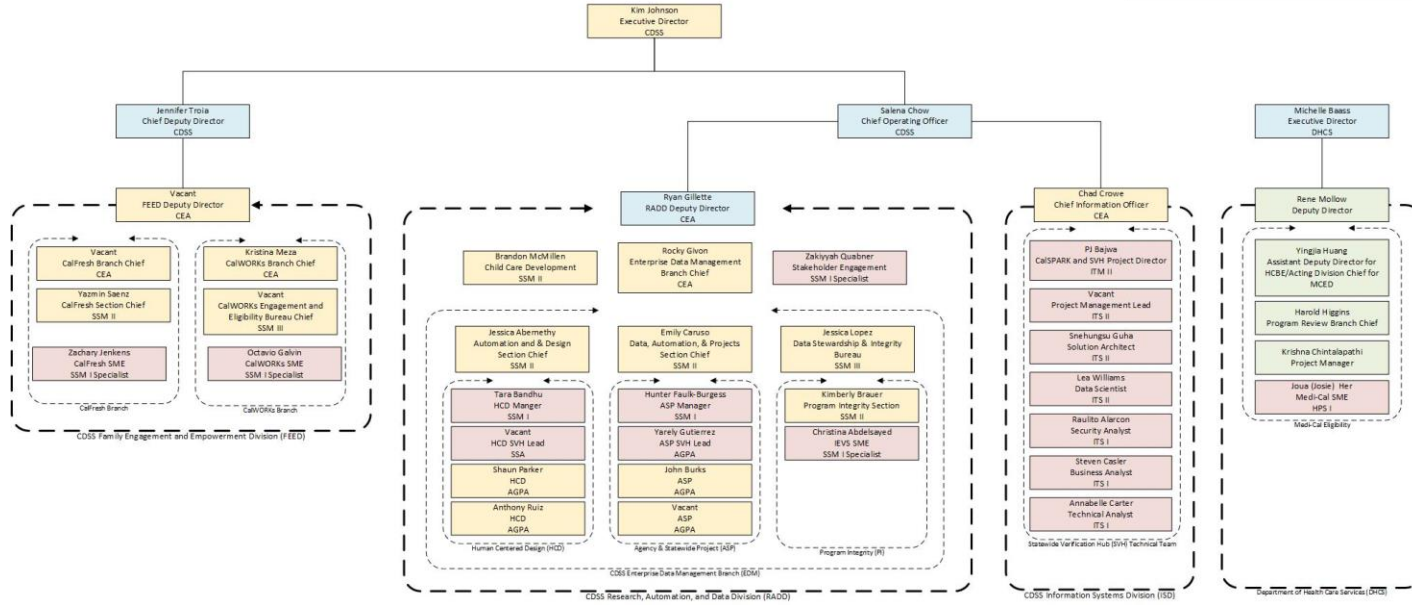 Kim Johnson
Executive Director
CDSS
Jennifer Troia
Chief Deputy Director
CDSS
Salena Chow
Chief Operating Officer
CDSS
Michelle Baass
Executive Director
DHCS
Vacant
FEED Deputy Director
CEA
Ryan Gillette
RADD Deputy Director
CEA
Chad Crowe
Chief Information Officer
CEA
Rene Mollow
Deputy Director
Vacant
CalFresh Branch Chief
CEA
Yazmin Saenz
CalFresh Section Chief
SSM II
Zachary Jenkens
CalFresh SME
SSM I Specialist
CalFresh Branch
Kristina Meza
CalWORKs Branch Chief
CEA
Vacant
CalWORKs Engagement and
Eligibility Bureau Chief
SSM III
Octavio Galvin
CalWORKs SME
SSM I Specialist
CalWORKs Branch
CDSS Family Engagement and Empowerment Division (FEED)
Brandon McMillen
Child Care Development
SSM II
Rocky Givon
Enterprise Data Management
Branch Chief
CEA
Zakiyyah Quabner
Stakeholder Engagement
SSM I Specialist
Jessica Abernethy
Automation and & Design
Section Chief
SSM II
Tara Bandhu
HCD Manger
SSM I
Vacant
HCD SVH Lead
SSA
Shaun Parker
HCD
AGPA
Anthony Ruiz
HCD
AGPA
Human Centered Design (HCD)
Emily Caruso
Data, Automation, & Projects
Section Chief
SSM II
Hunter Faulk-Burgess
ASP Manager
SSM I
Yarely Gutierrez
ASP SVH Lead
AGPA
John Burks
ASP
AGPA
Vacant
ASP
AGPA
Agency & Statewide Project (ASP)
Jessica Lopez
Data Stewardship & Integrity
Bureau
SSM III
Kimberly Brauer
Program Integrity Section
SSM II
Christina Abdelsayed
IEVS SME
SSM I Specialist
Program Integrity (PI)
CDSS Enterprise Data Management Branch (EDM)
CDSS Research, Automation, and Data Division (RADD)
PJ Bajwa
CalSPARK and SVH Project Director
ITM II
Vacant
Project Management Lead
ITS II
Snehungsu Guha
Solution Architect
ITS II
Lea Williams
Data Scientist
ITS II
Raulito Alarcon
Security Analyst
ITS I
Steven Casler
Business Analyst
ITS I
Annabelle Carter
Technical Analyst
ITS I
Statewide Verification Hub (SVH) Technical Team
CDSS Information Systems Division (ISD)
Yingjia Huang
Assistant Deputy Director for
HCBE/Acting Division Chief for
MCED
Harold Higgins
Program Review Branch Chief
Krishna Chintalapathi
Project Manager
Joua (Josie) Her
Medi-Cal SME
HPS I
Medi-Cal Eligibility
Department of Health Care Services (DHCS)